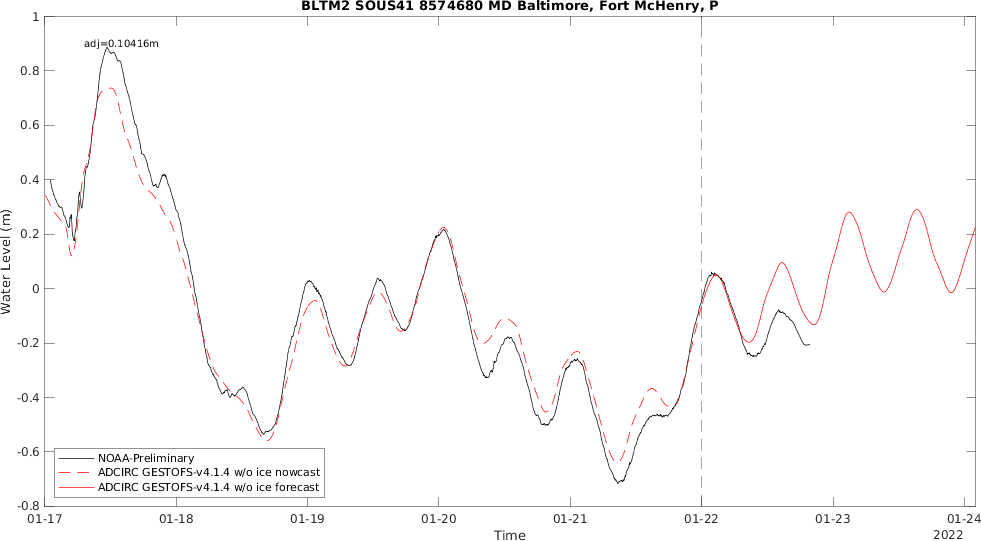 BLTM2 SOUS41 8574680 MD Baltimore, Fort McHenry, P
adj=0.10416m
1
0.8
0.6
0.4
0.2
0
-0.2
-0.4
-0.6
-0.8
Water Level (m)
NOAA-Preliminary
ADCIRC GESTOFS-v4.1.4 w/o ice nowcast
ADCIRC GESTOFS-v4.1.4 w/o ice forecast
01-17 01-18 01-19 01-20 01-21 01-22 01-23 01-24
Time
2022